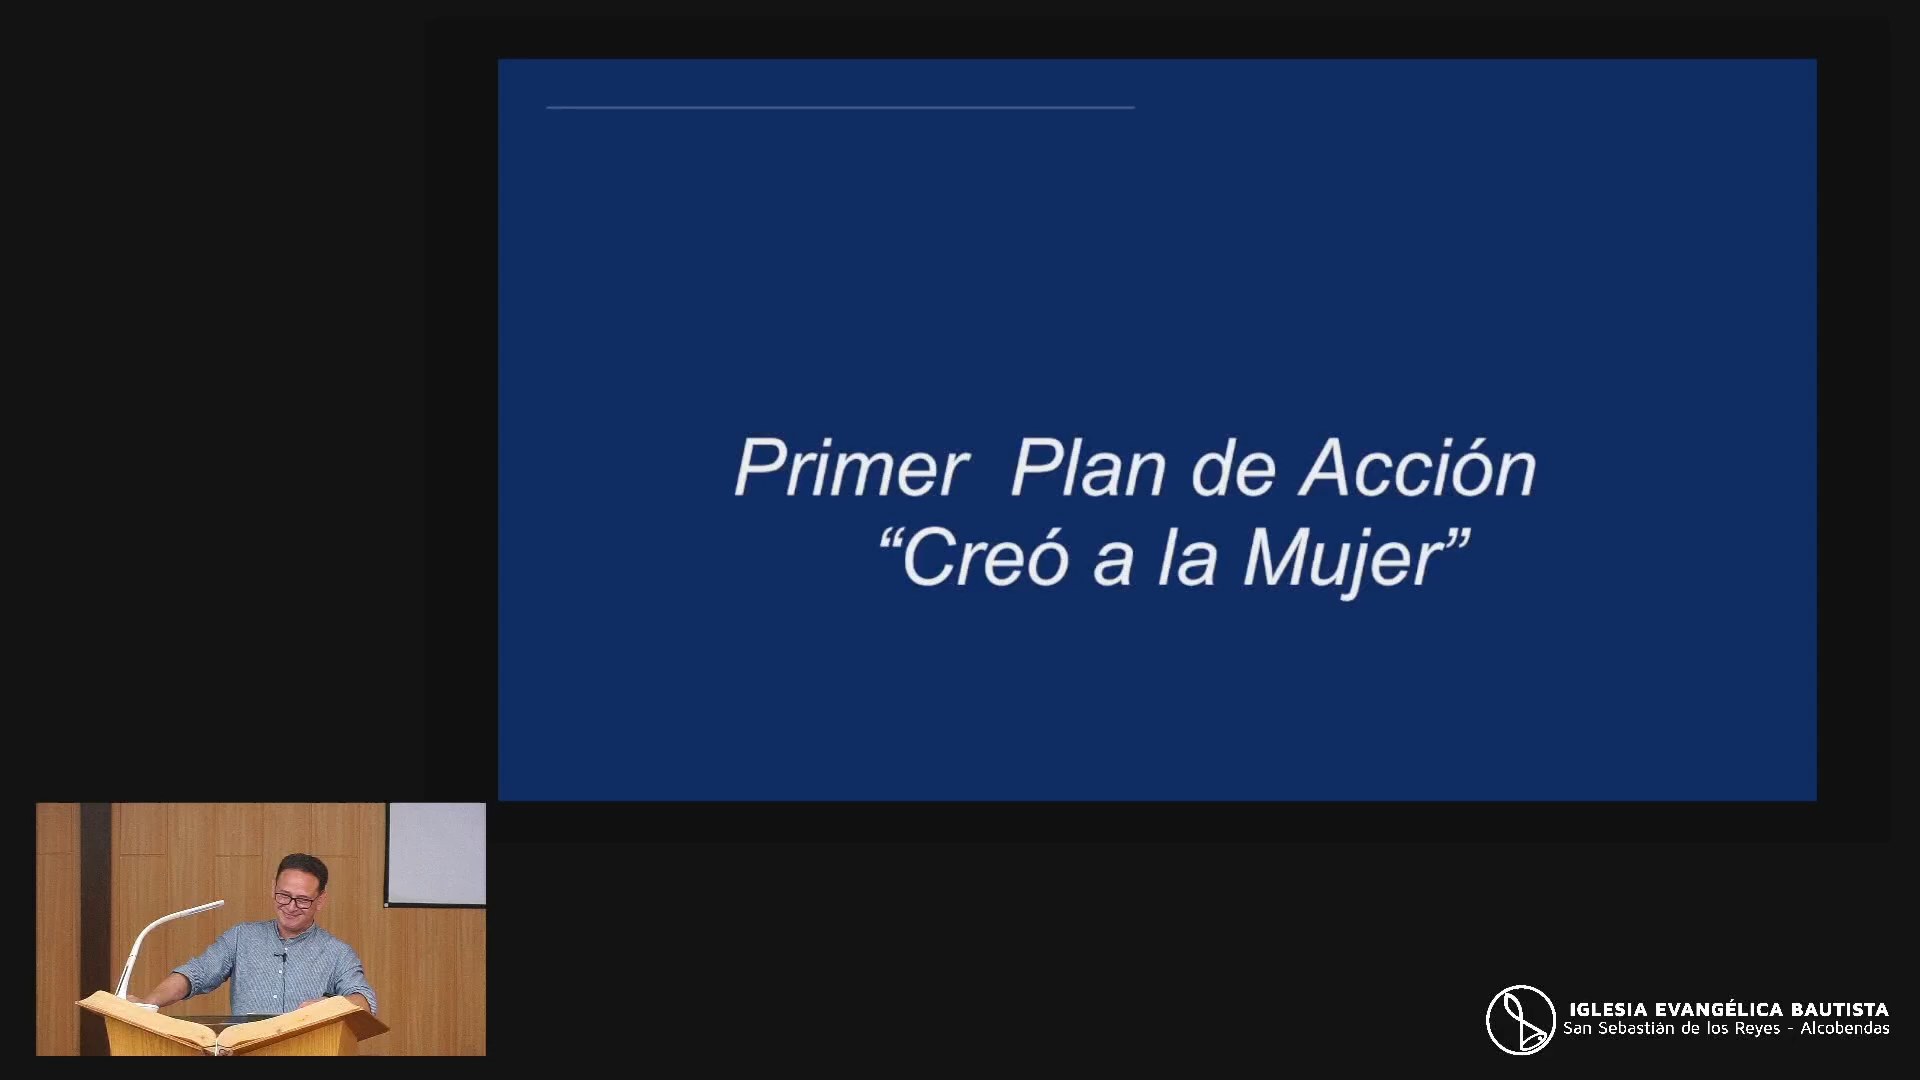 Primer Plan de Acción
“Creó a la Mujer”
IGLESIA EVANGÉLICA BAUTISTA
San Sebastián de los Reyes - Alcobendas